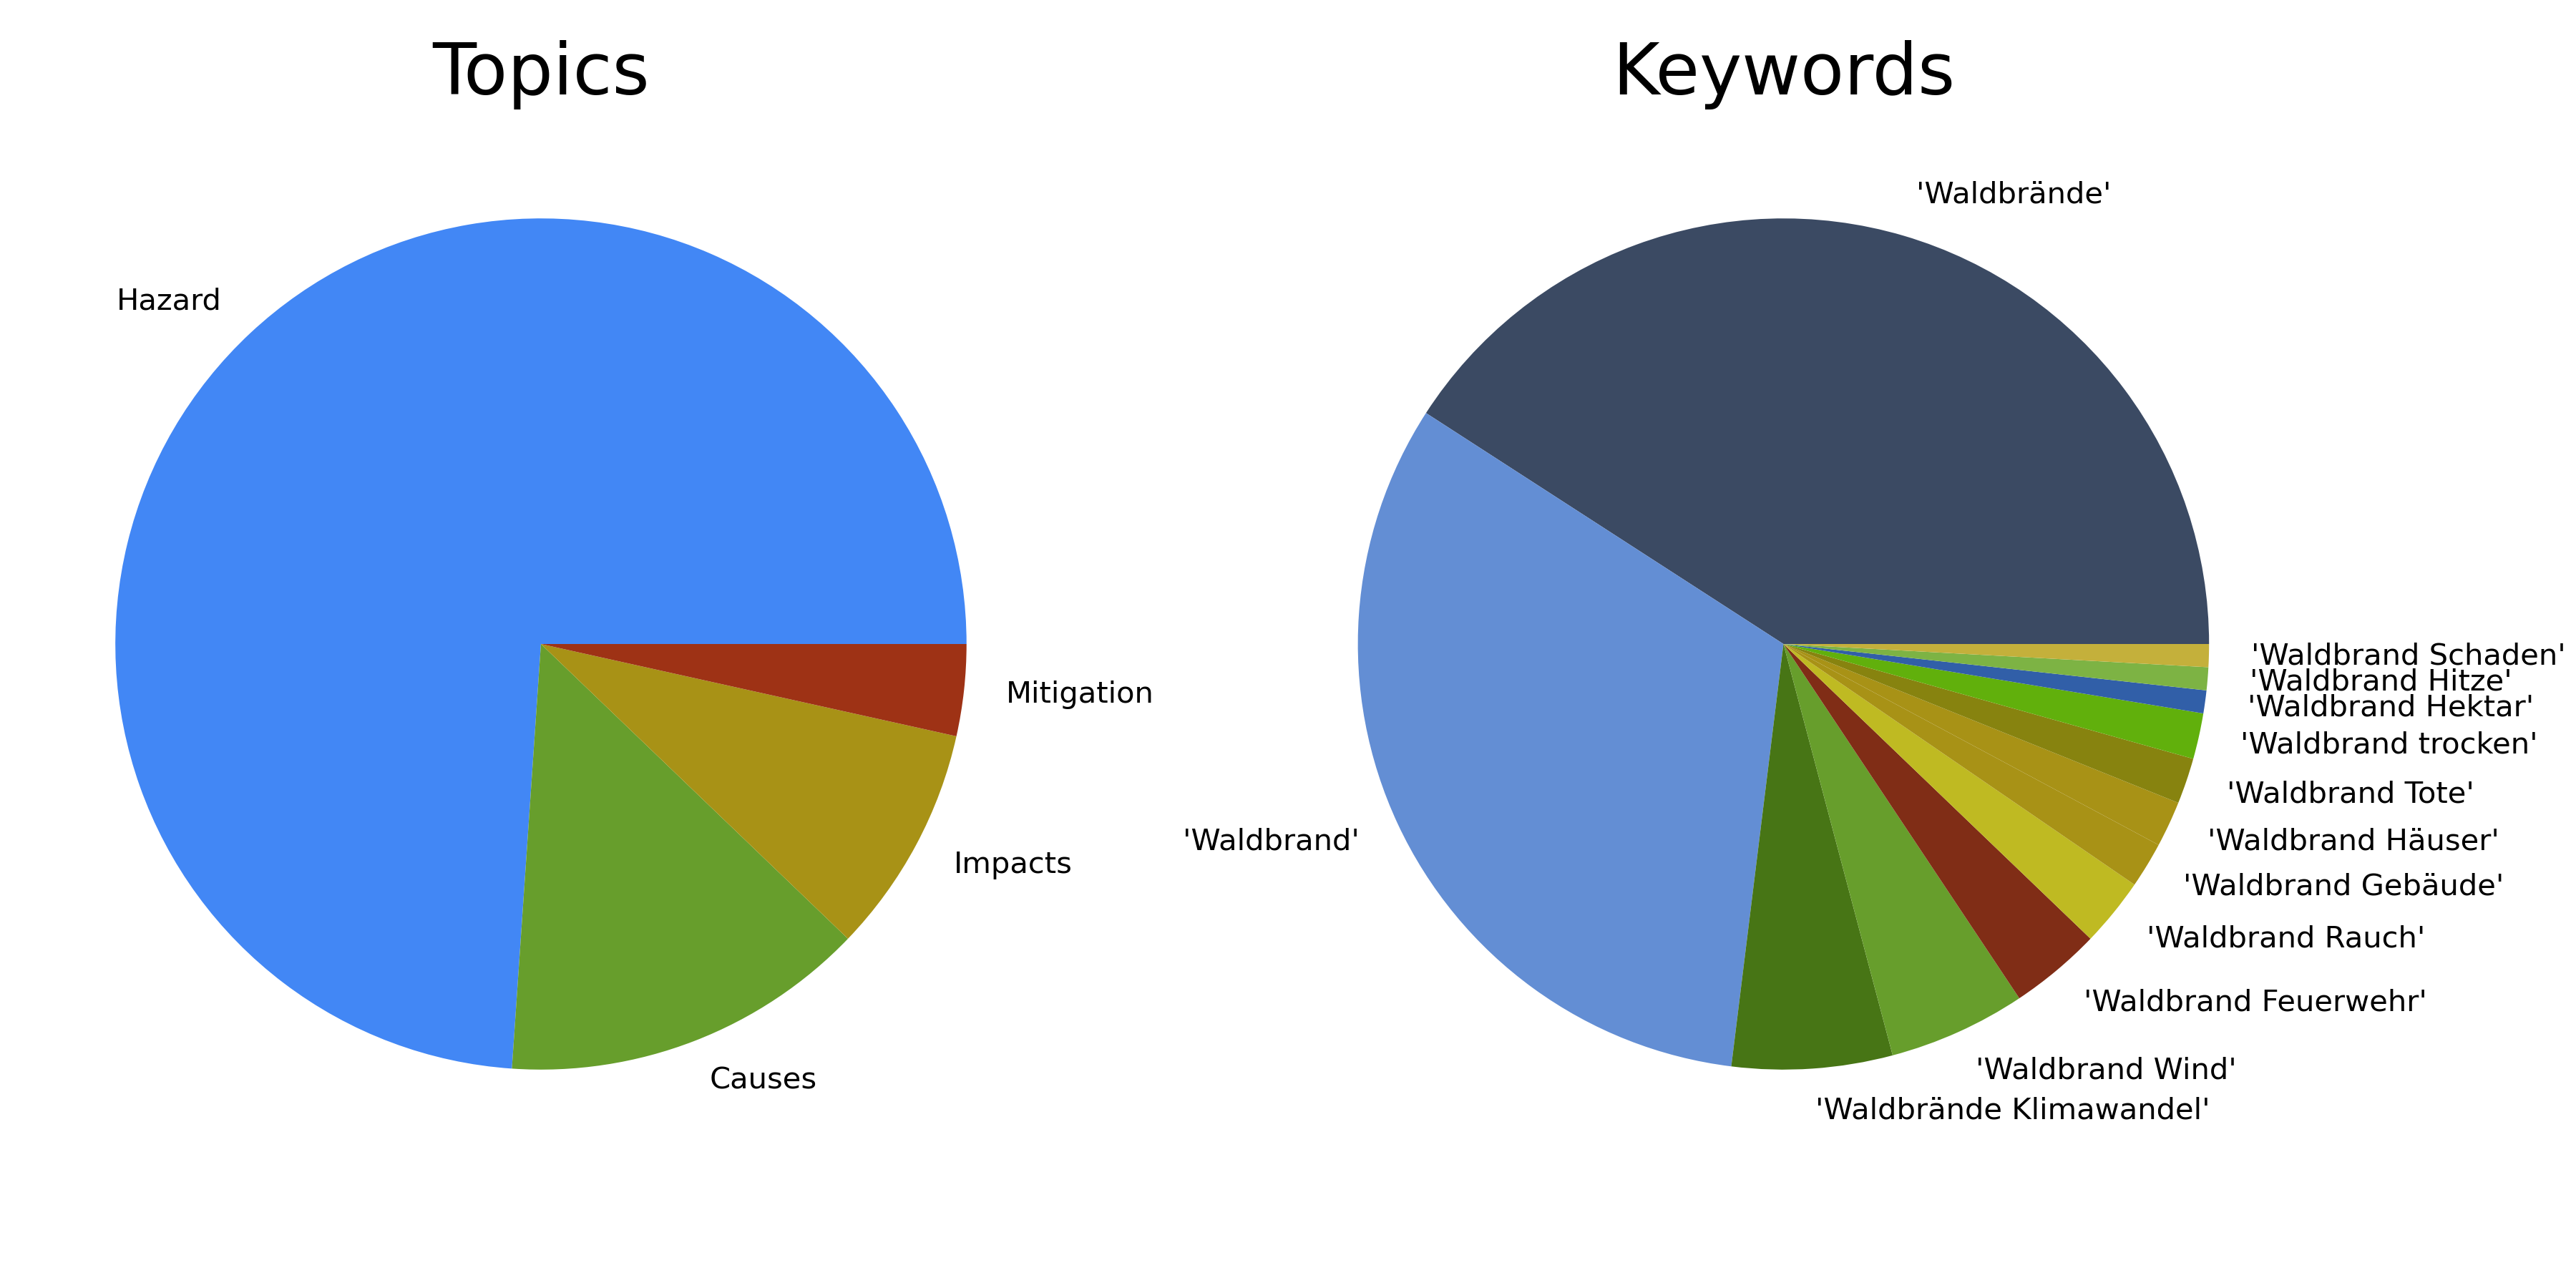 Topics
Hazard
Mitigation
Impacts
Causes
Keywords
'Waldbrände'
'Waldbrand'
'Waldbrand Schaden'
'Waldbrand Hitze'
'Waldbrand Hektar'
'Waldbrand trocken'
'Waldbrand Tote'
'Waldbrand Häuser'
'Waldbrand Gebäude'
'Waldbrand Rauch'
'Waldbrand Feuerwehr'
'Waldbrand Wind'
'Waldbrände Klimawandel'